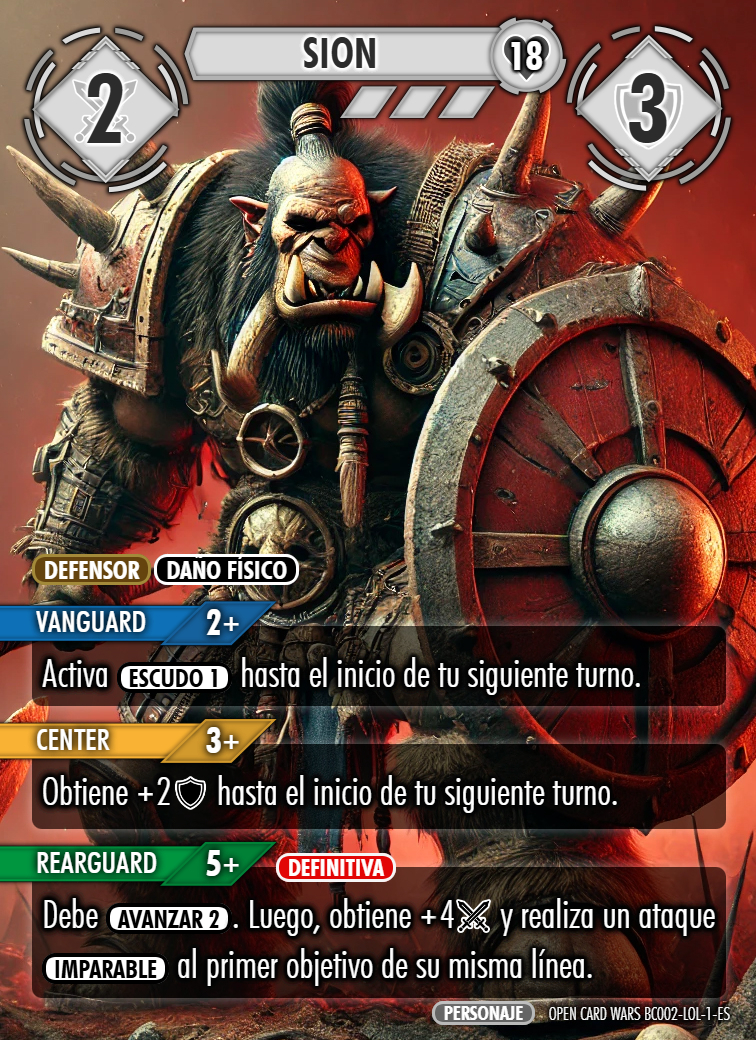 SION
18
2
3
DEFENSOR DAÑO FÍSICO
VANGUARD 2+
Activa ESCUDO 1 hasta el inicio de tu siguiente turno.
CENTER 3+
Obtiene +2 hasta el inicio de tu siguiente turno.
REARGUARD 5+ DEFINITIVA
Debe AVANZAR 2. Luego, obtiene +4 y realiza un ataque
IMPARABLE al primer objetivo de su misma línea.
PERSONAJE OPEN CARD WARS BC002-LOL-1-ES